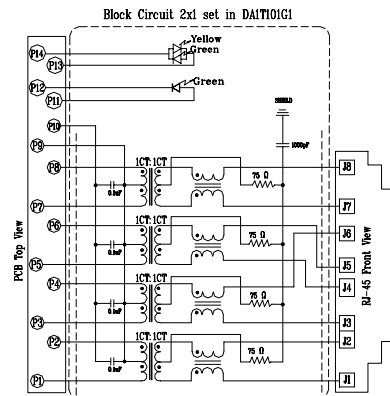 Block Circuit 2x1 set in DA1T101G1
Yellow
Green
P14
P13
P12
Green
P11
SHIELD
P10
P9
1000pF
1CT:1CT
P8
75 Ω
J8
0.1uF
P7
J7
P6
1CT:1CT
75 Ω
J6
0.1uF
P5
J5
J4
P4
1CT:1CT
75 Ω
0.1uF
P3
J3
P2
1CT:1CT
J2
75 Ω
0.1uF
P1
J1
PCB Top View
RJ-45 Front View